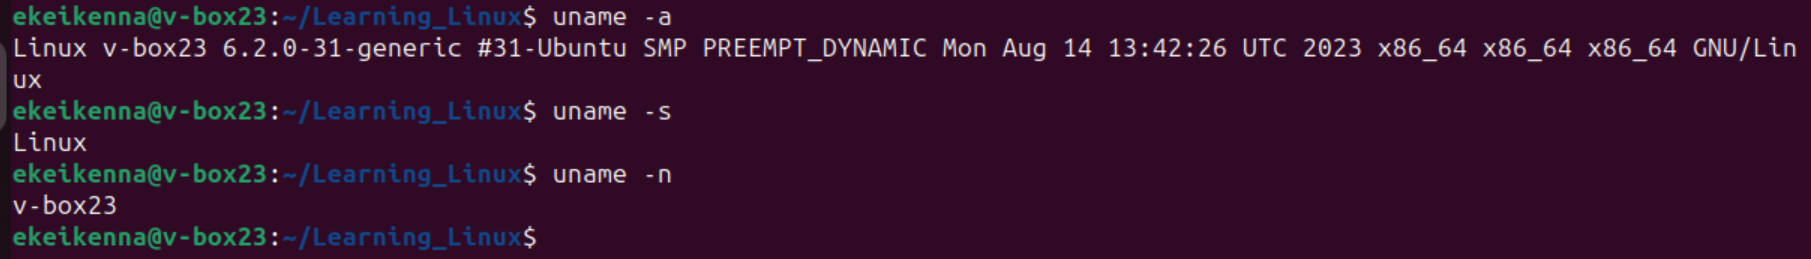 ekeikenna@v-box23:~/Learning_Linux$ uname -a
Linux v-box23 6.2.0-31-generic #31-Ubuntu SMP PREEMPT_DYNAMIC Mon Aug 14 13:42:26 UTC 2023 x86_64 x86_64 x86_64 GNU/Lin
ux
ekeikenna@v-box23:~/Learning_Linux$ uname -s
Linux
ekeikenna@v-box23:~/Learning_Linux$ uname -n
v-box23
ekeikenna@v-box23:~/Learning_Linux$